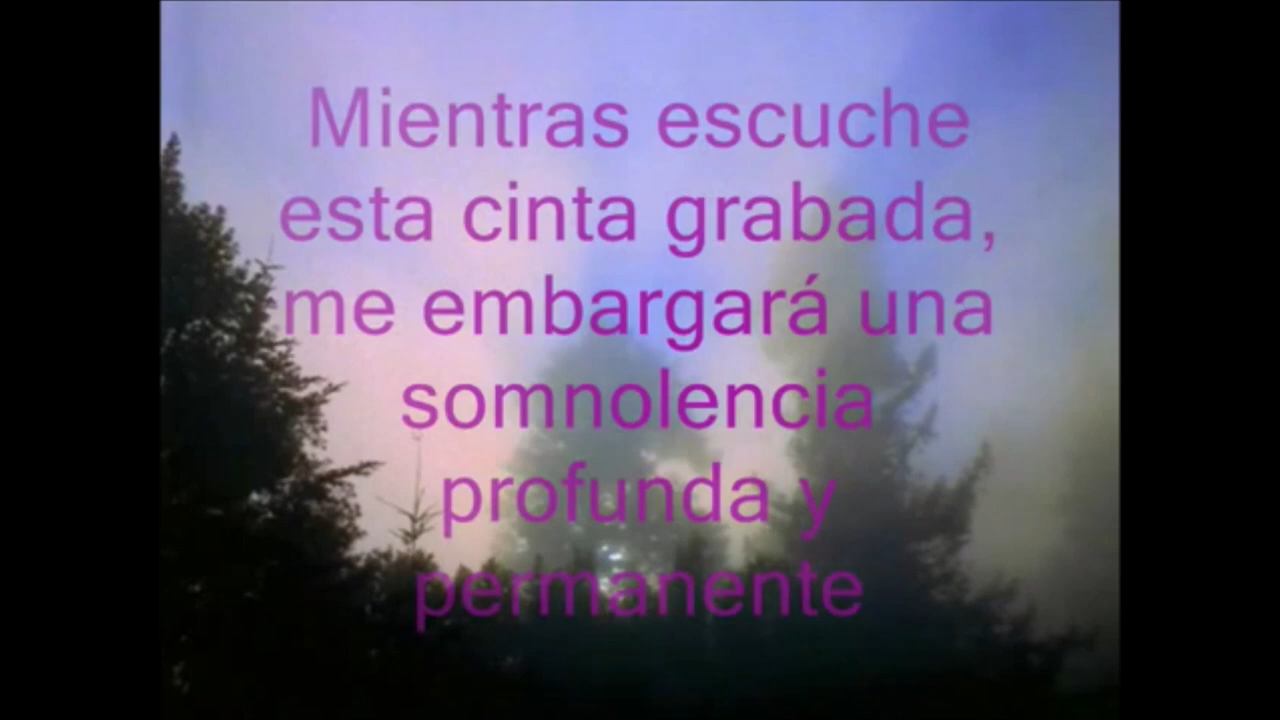 Mientras escuche
esta cinta grabada,
me embargará una
somnolencia
profunda y
permanente